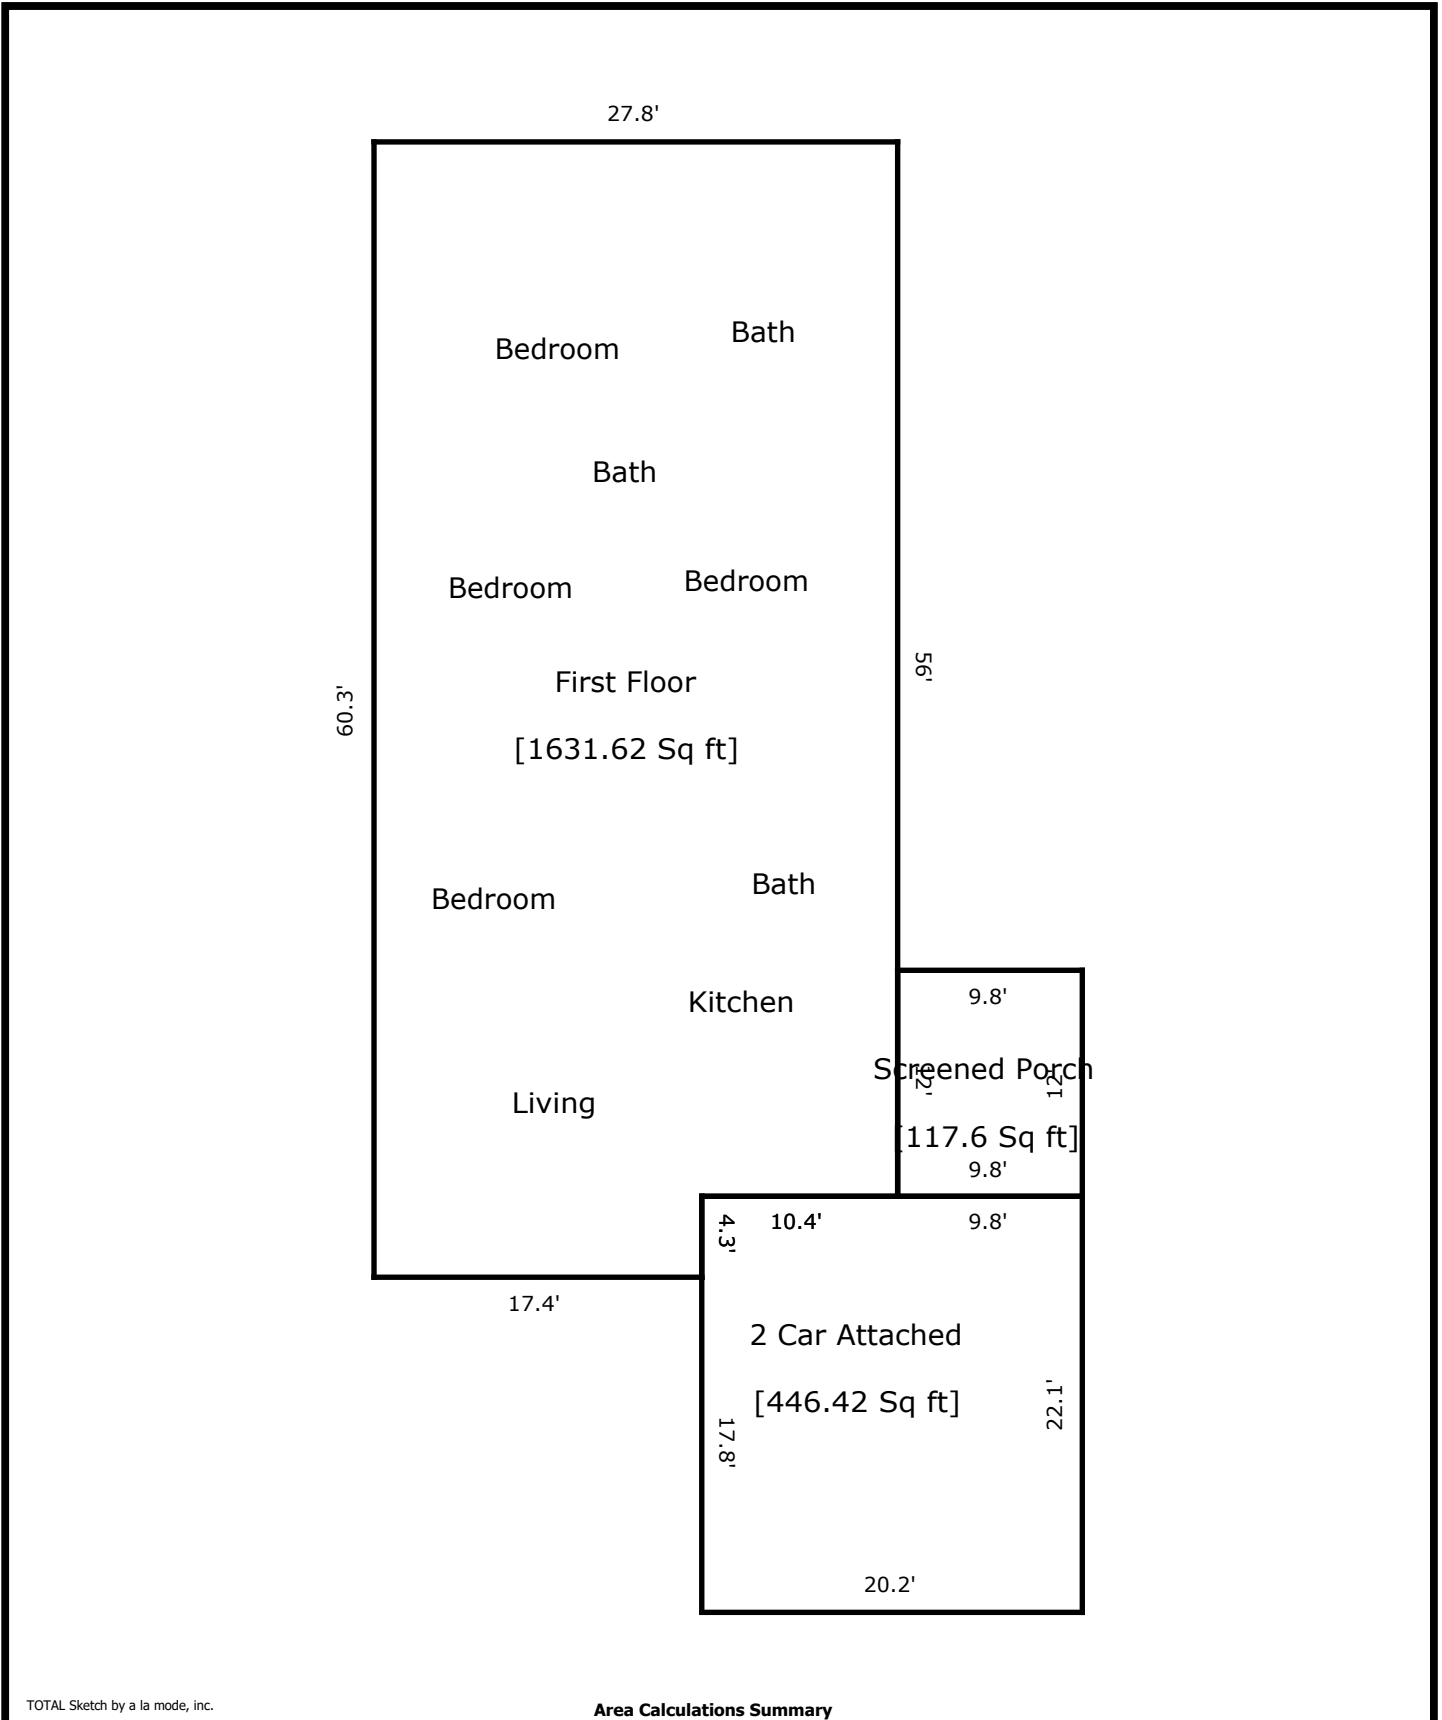 27.8'
Bedroom
Bath
Bath
Bedroom
Bedroom
First Floor
56'
60.3'
[1631.62 Sq ft]
Bedroom
Bath
9.8'
Kitchen
Screened Porch
12'
12'
Living
[117.6 Sq ft]
9.8'
4.3'
10.4'
9.8'
17.4'
2 Car Attached
[446.42 Sq ft]
22.1'
17.8'
20.2'
TOTAL Sketch by a la mode, inc.
Area Calculations Summary